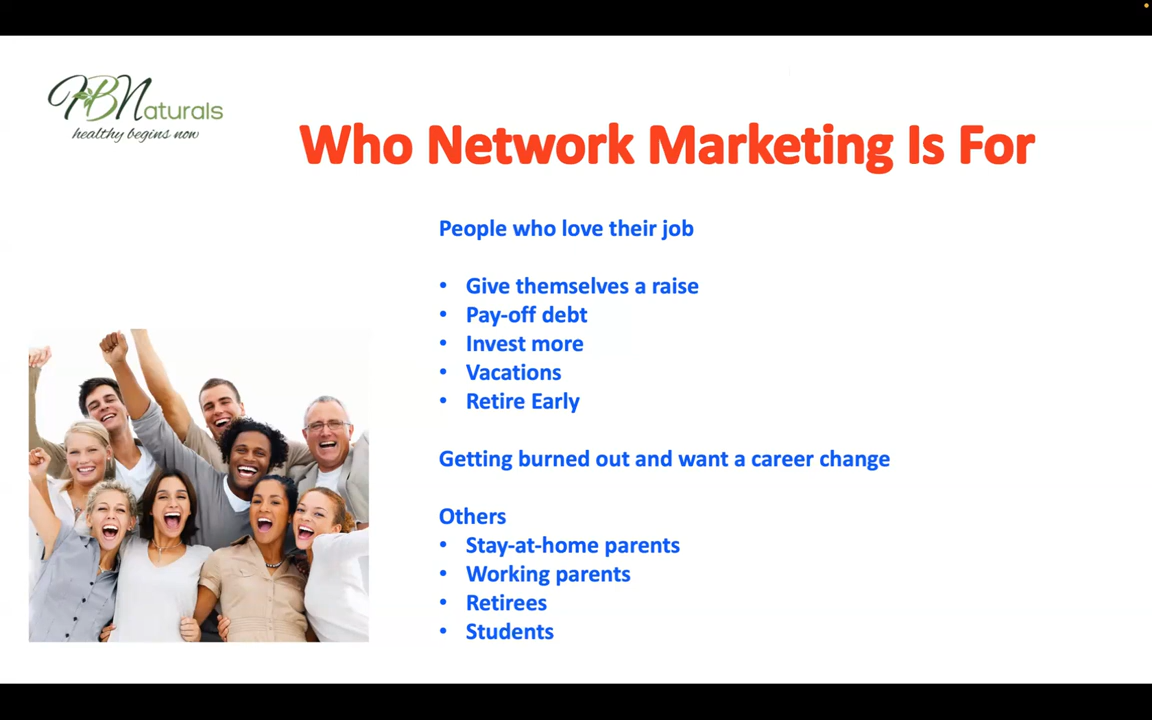 HBNaturals
healthy begins now
Who Network Marketing Is For
People who love their job
• Give themselves a raise
• Pay-off debt
• Invest more
• Vacations
• Retire Early
Getting burned out and want a career change
Others
• Stay-at-home parents
• Working parents
• Retirees
• Students